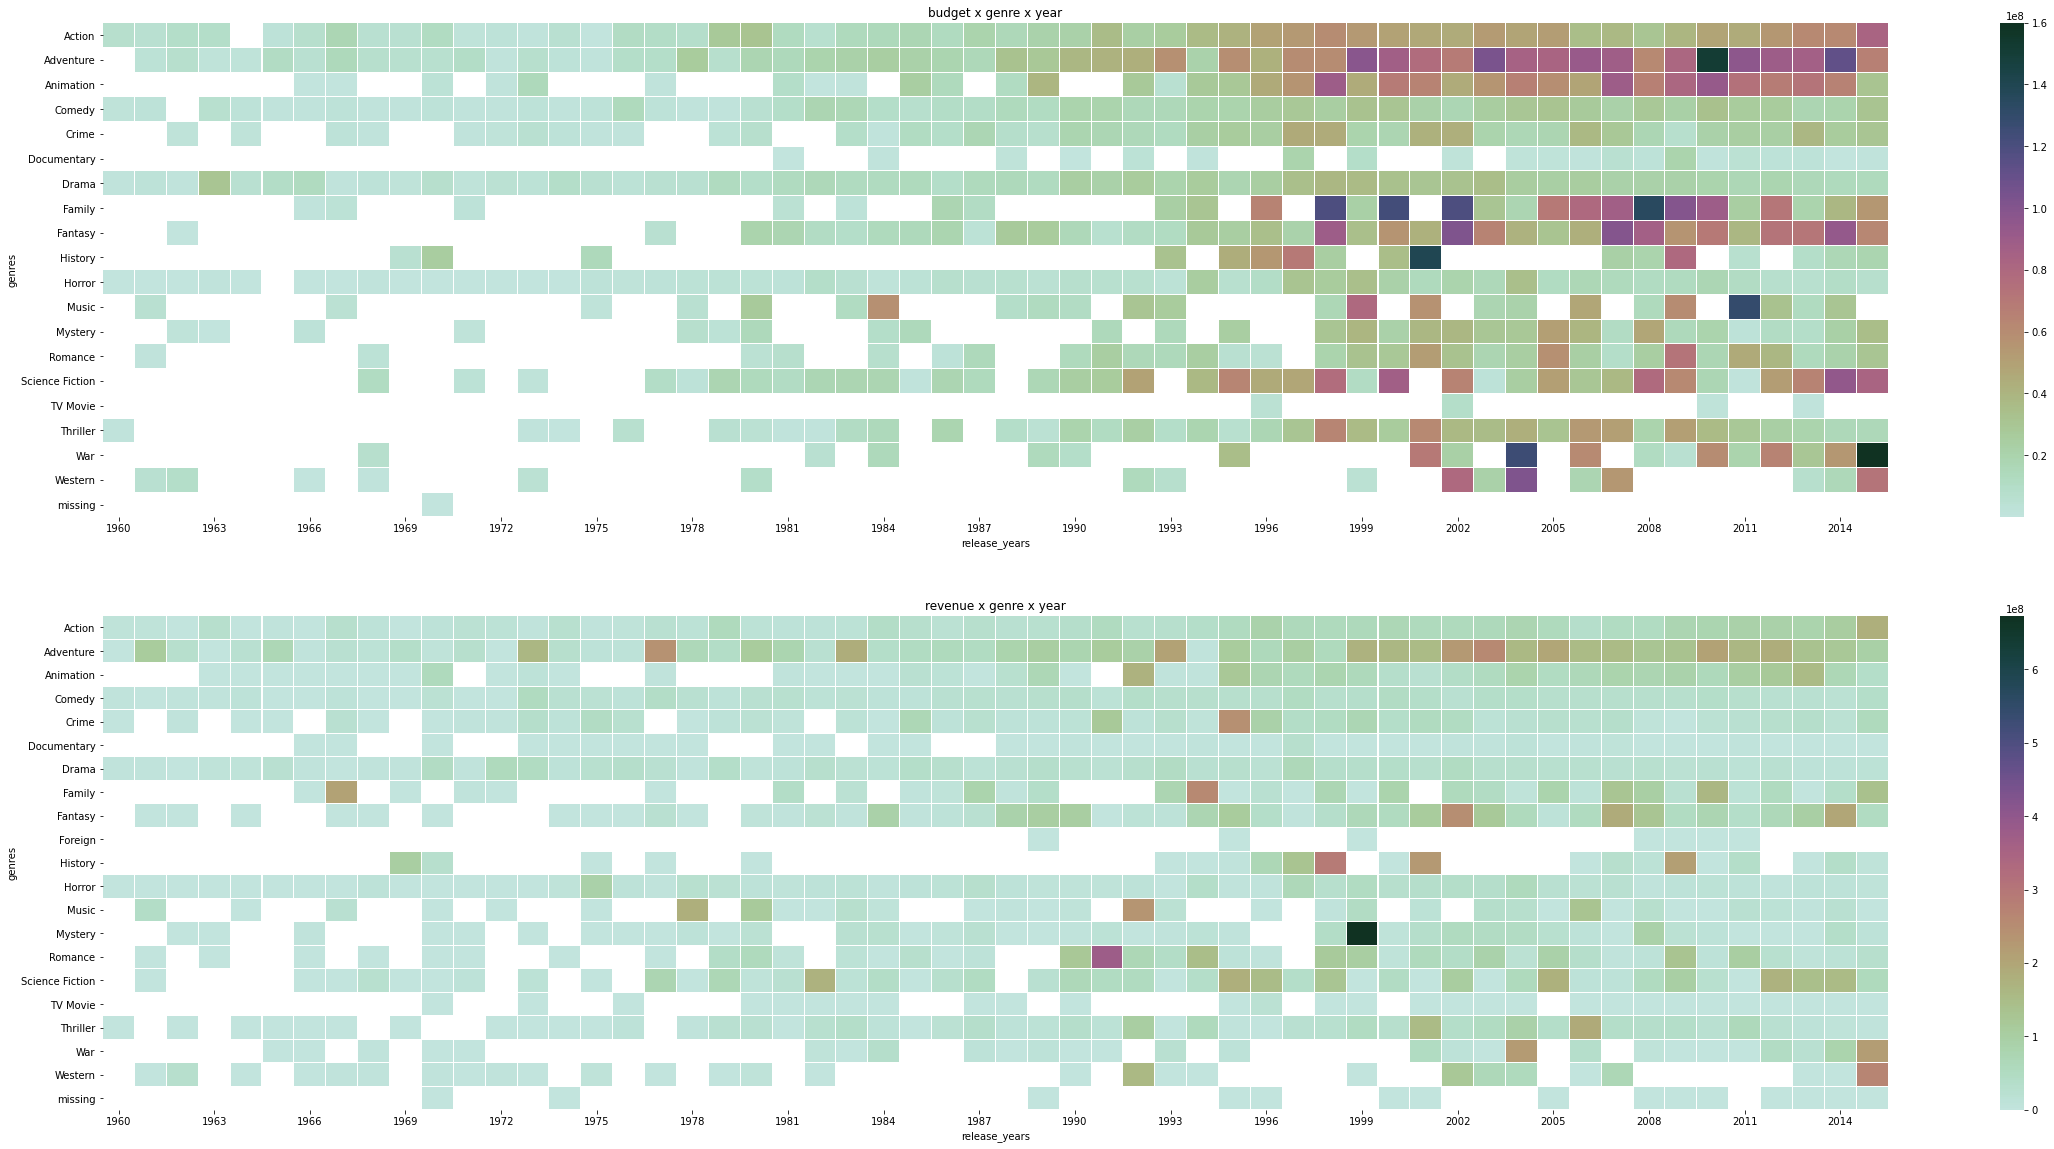 budget x genre x year
1e8
Action
Adventure
Animation
Comedy
Crime
Documentary
Drama
Family
Fantasy
History
Horror
Music
Mystery
Romance
Science Fiction
TV Movie
Thriller
War
Western
missing
genres
1960 1963 1966 1969 1972 1975 1978 1981 1984 1987 1990 1993 1996 1999 2002 2005 2008 2011 2014
release_years
1.6
1.4
1.2
1.0
0.8
0.6
0.4
0.2
revenue x genre x year
1e8
Action
Adventure
Animation
Comedy
Crime
Documentary
Drama
Family
Fantasy
Foreign
History
Horror
Music
Mystery
Romance
Science Fiction
TV Movie
Thriller
War
Western
missing
genres
1960 1963 1966 1969 1972 1975 1978 1981 1984 1987 1990 1993 1996 1999 2002 2005 2008 2011 2014
release_years
6
5
4
3
2
1
0